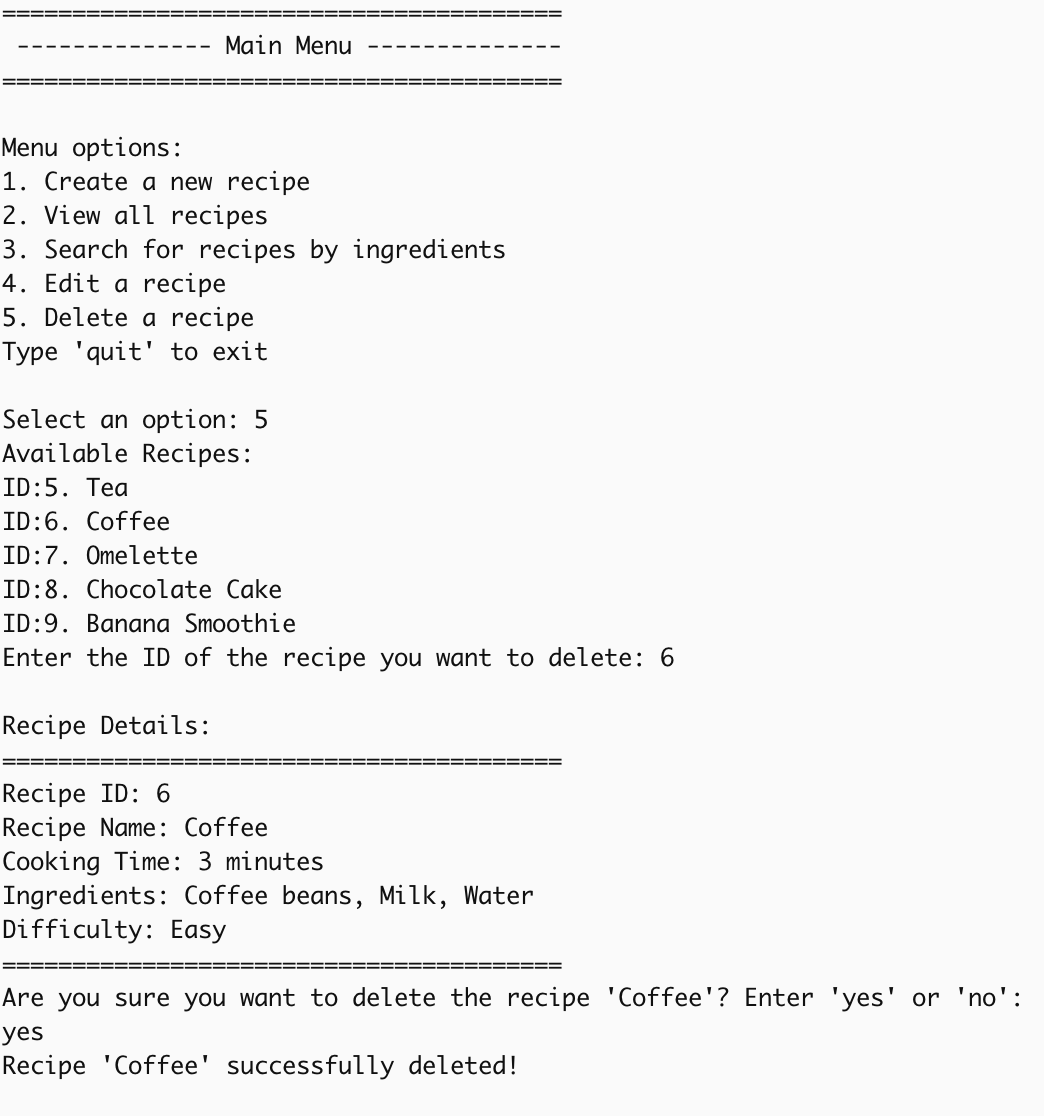 ========================================
 -------------- Main Menu --------------
========================================

Menu options:
1. Create a new recipe
2. View all recipes
3. Search for recipes by ingredients
4. Edit a recipe
5. Delete a recipe
Type 'quit' to exit

Select an option: 5
Available Recipes:
ID:5. Tea
ID:6. Coffee
ID:7. Omelette
ID:8. Chocolate Cake
ID:9. Banana Smoothie
Enter the ID of the recipe you want to delete: 6

Recipe Details:
========================================
Recipe ID: 6
Recipe Name: Coffee
Cooking Time: 3 minutes
Ingredients: Coffee beans, Milk, Water
Difficulty: Easy
========================================
Are you sure you want to delete the recipe 'Coffee'? Enter 'yes' or 'no':
yes
Recipe 'Coffee' successfully deleted!